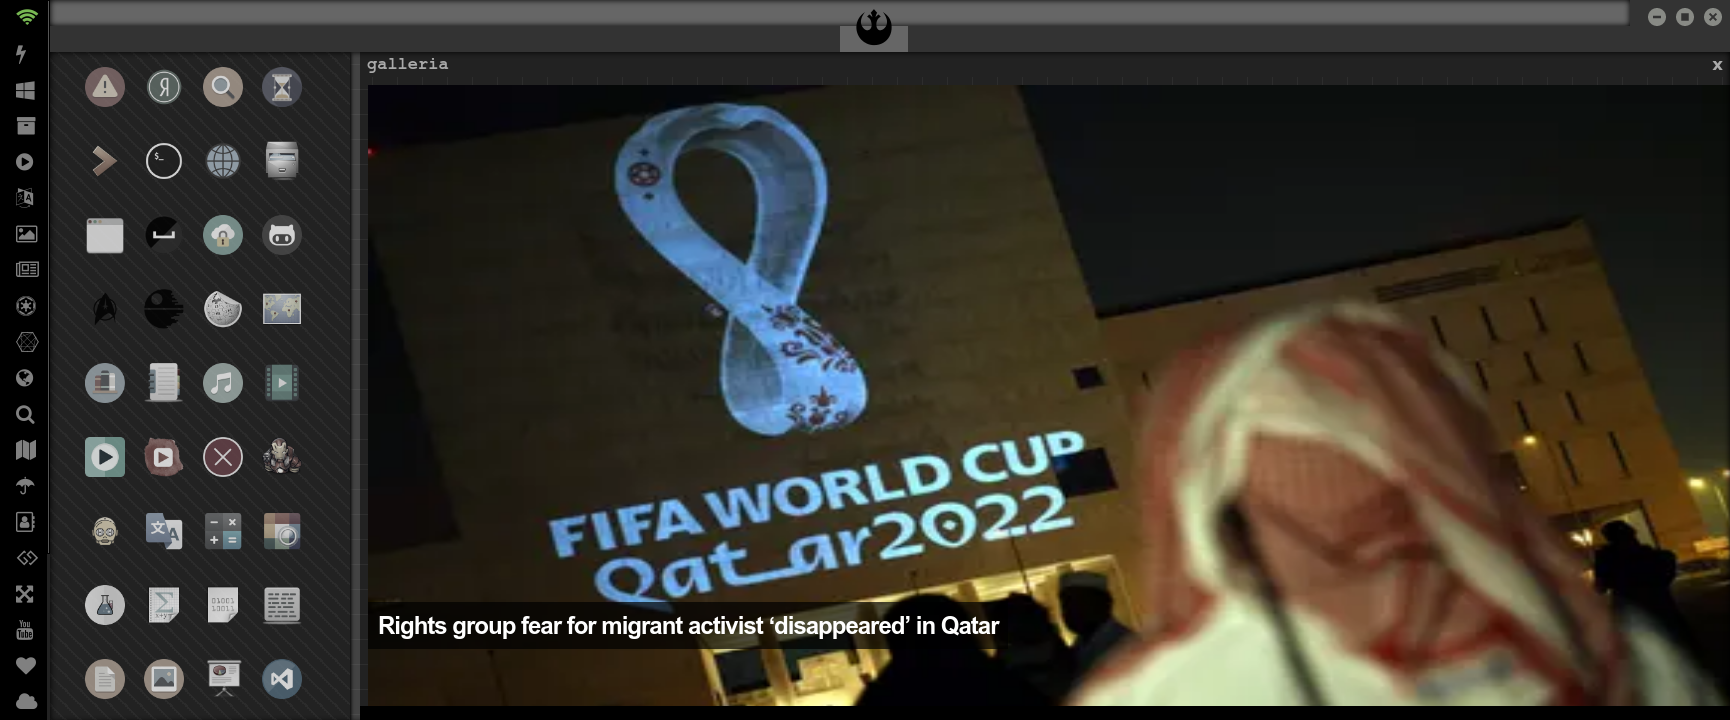 galleria
x
FIFA WORLD CUP
Qatar2022
Rights group fear for migrant activist ‘disappeared’ in Qatar